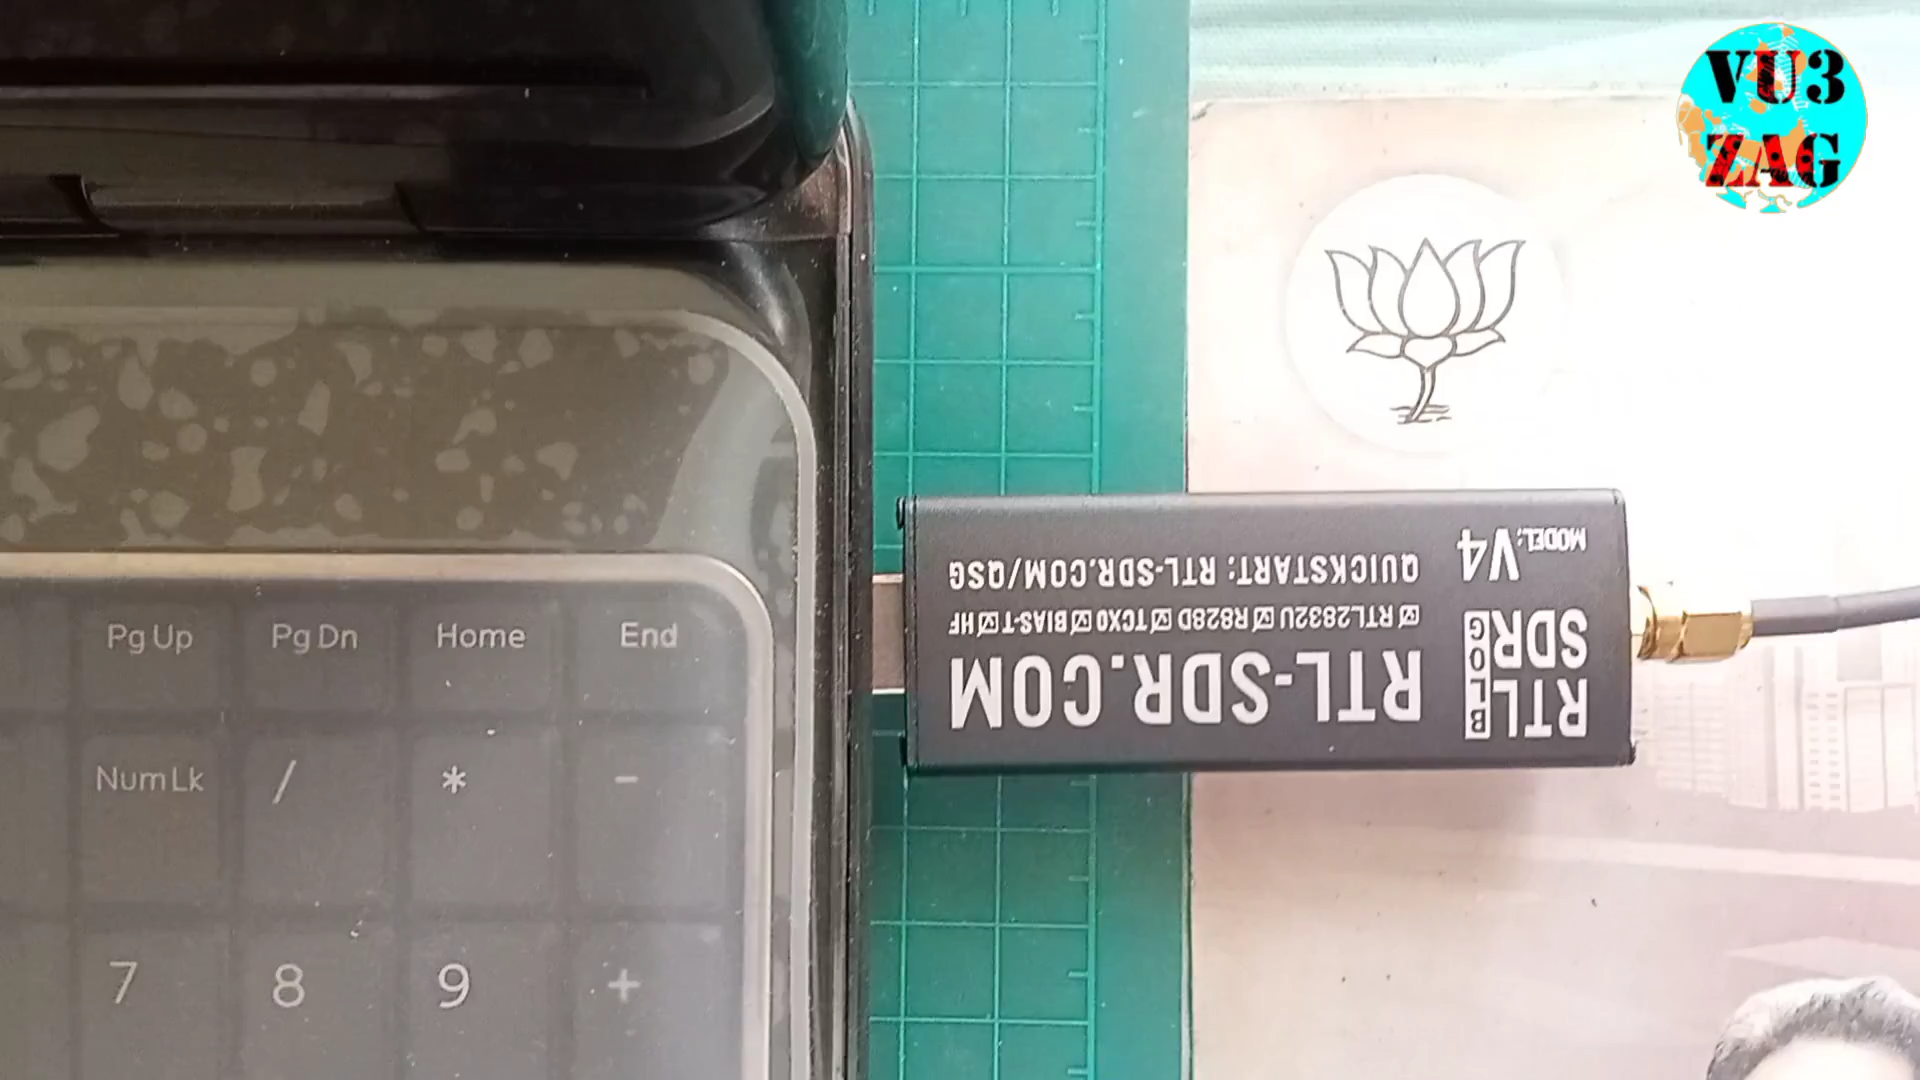 VU3
ZAG
MODEL: V4
RTL
SDR
BLOG
RTL-SDR.COM
☑RTL2832U☑R828D☑TCXO☑BIAS-T☑HF
QUICKSTART: RTL-SDR.COM/QSG
Pg Up Pg Dn Home End
Num Lk / * -
7 8 9 +